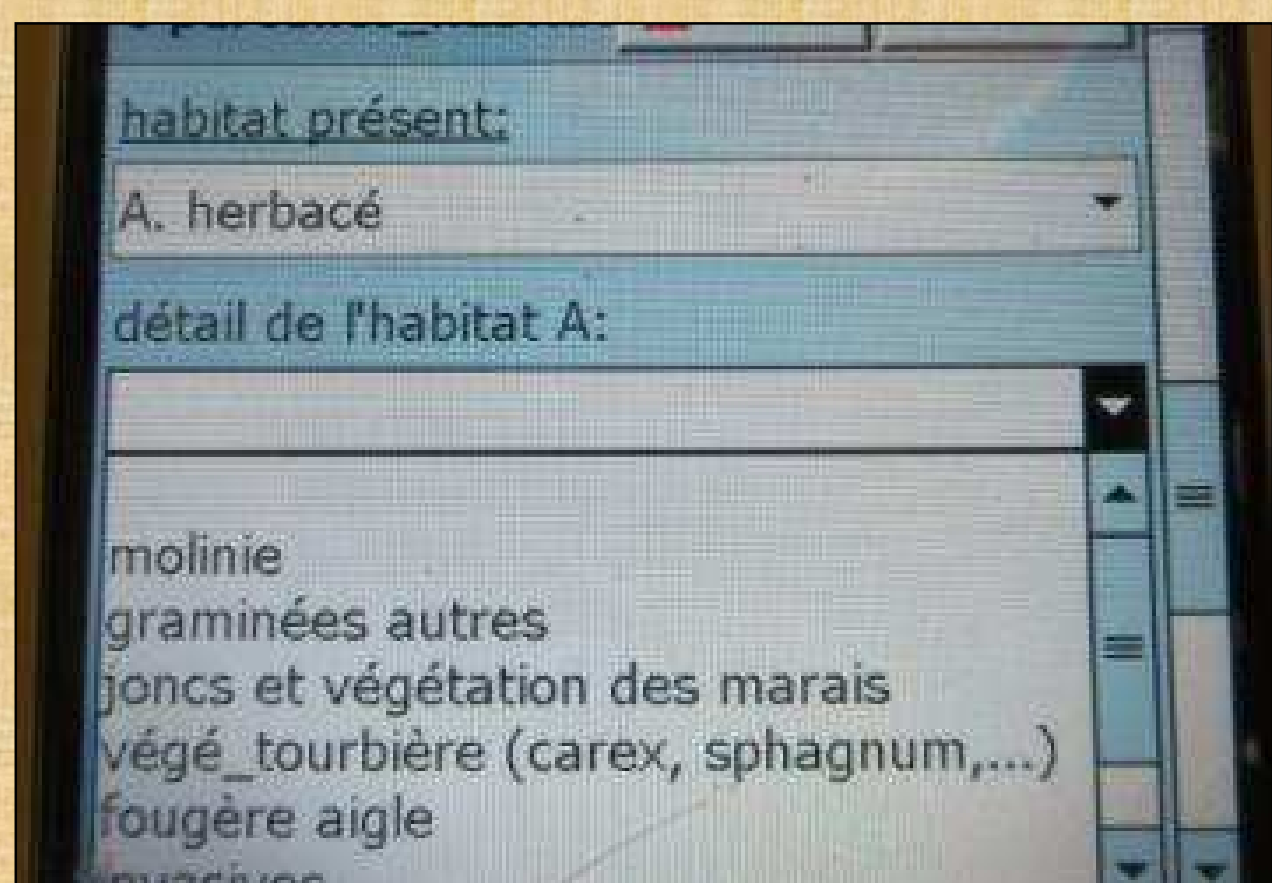 habitat présent:
A. herbacé
détail de l'habitat A:
molinie
graminées autres
joncs et végétation des marais
végé_tourbière (carex, sphagnum,...)
fougère aigle
invasives